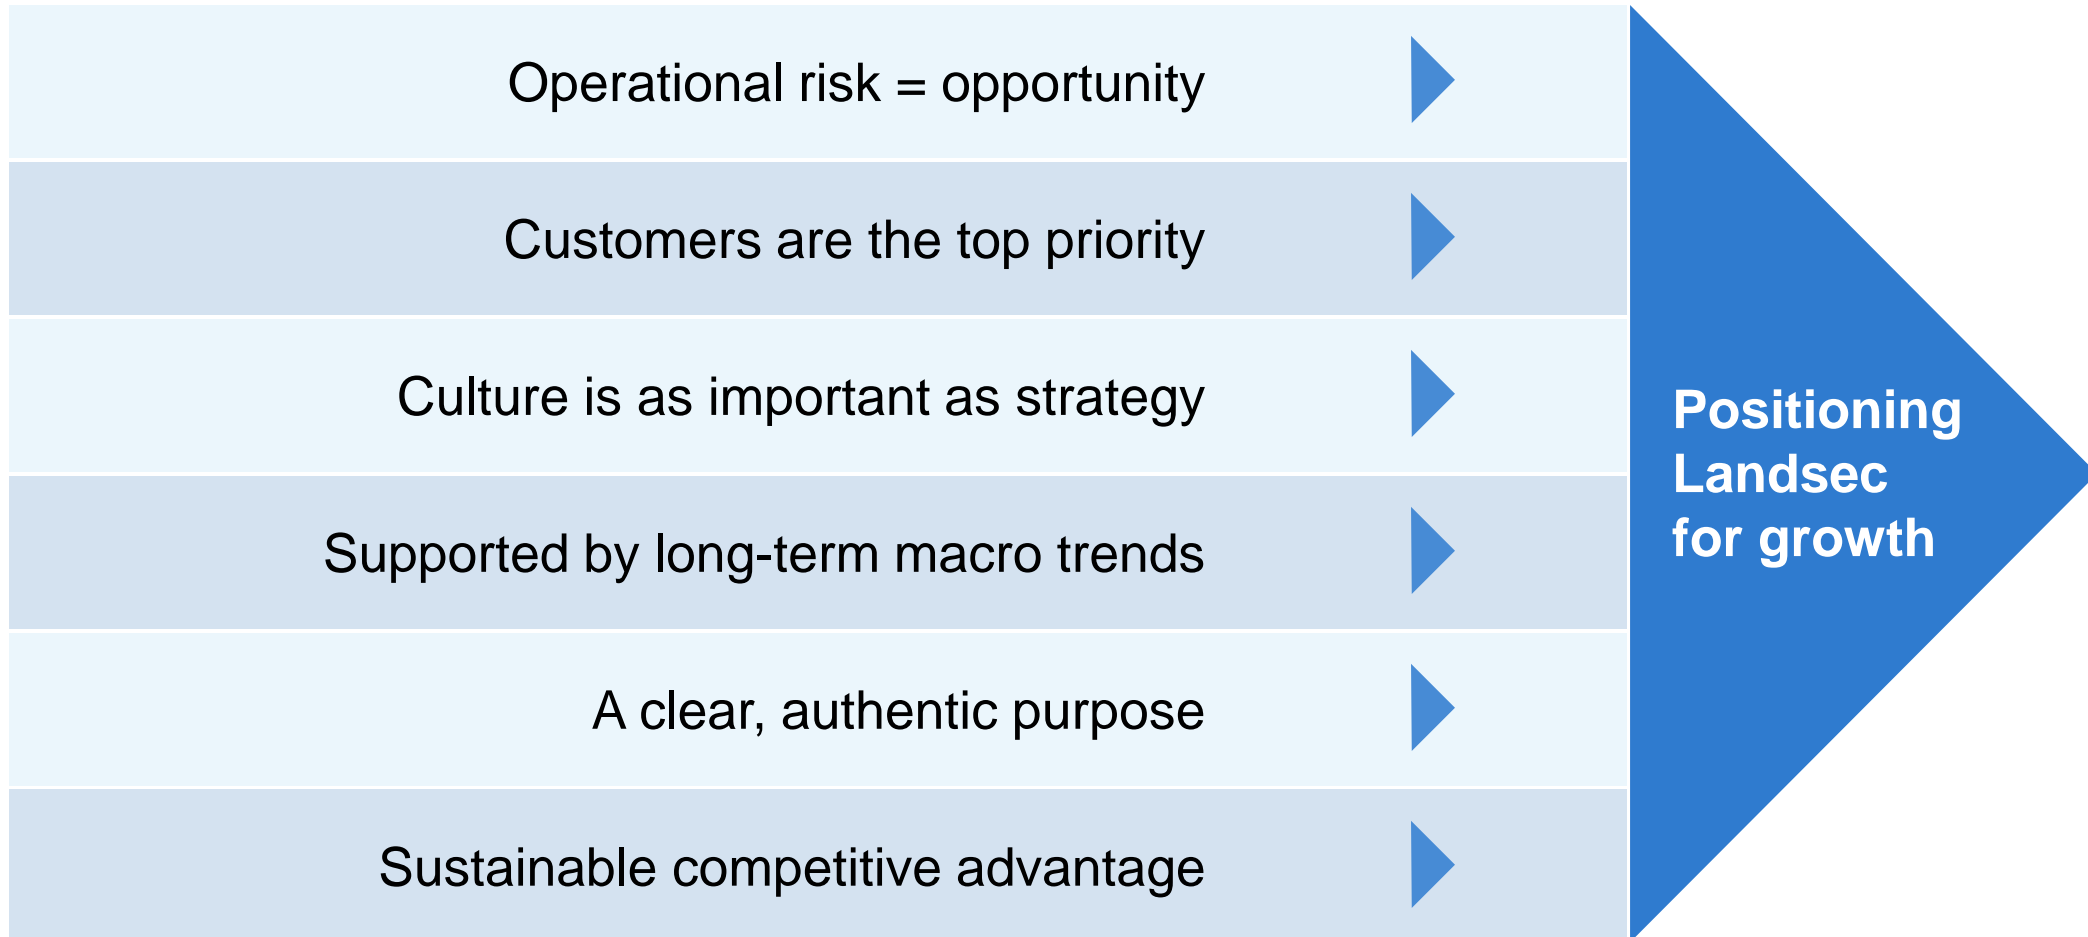 Operational risk = opportunity
Customers are the top priority
Culture is as important as strategy
Supported by long-term macro trends
A clear, authentic purpose
Sustainable competitive advantage
Positioning
Landsec
for growth